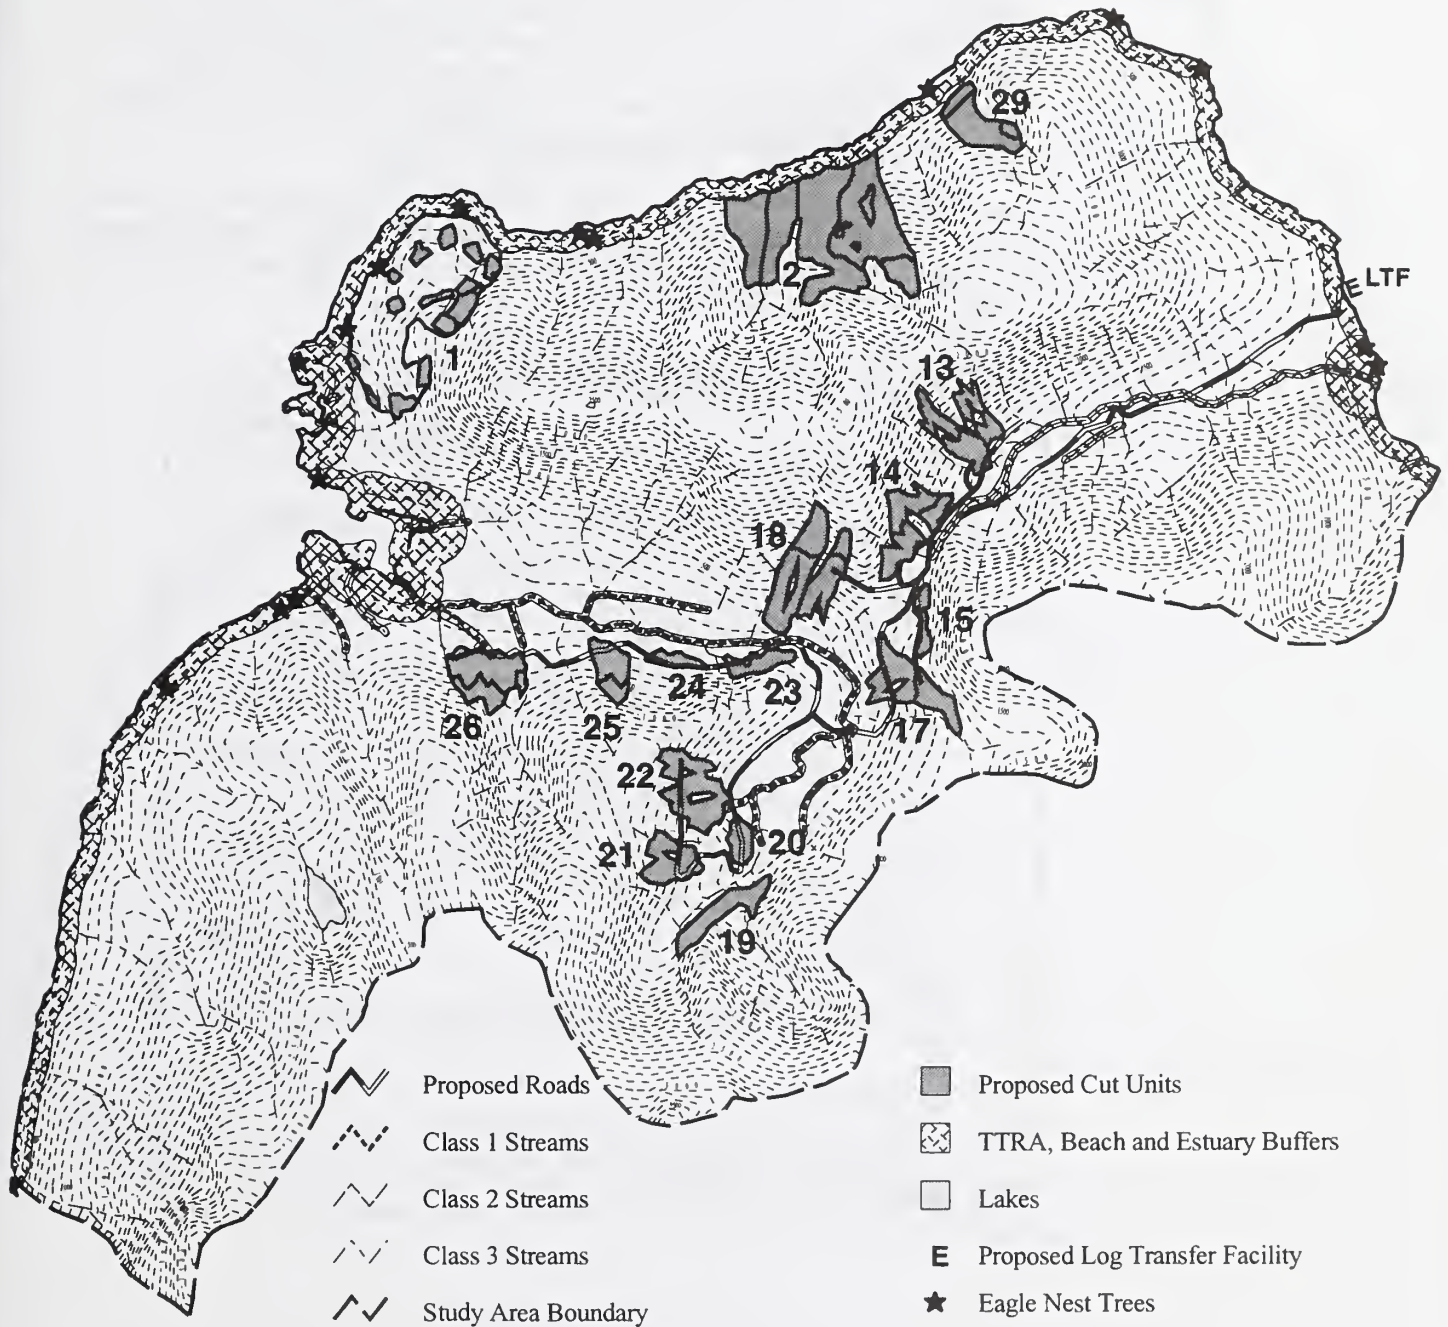 29
2
E LTF
1
13
14
18
15
24
23
26
25
17
22
21
20
19
Proposed Roads
Class 1 Streams
Class 2 Streams
Class 3 Streams
Study Area Boundary
Proposed Cut Units
TTRA, Beach and Estuary Buffers
Lakes
E Proposed Log Transfer Facility
Eagle Nest Trees